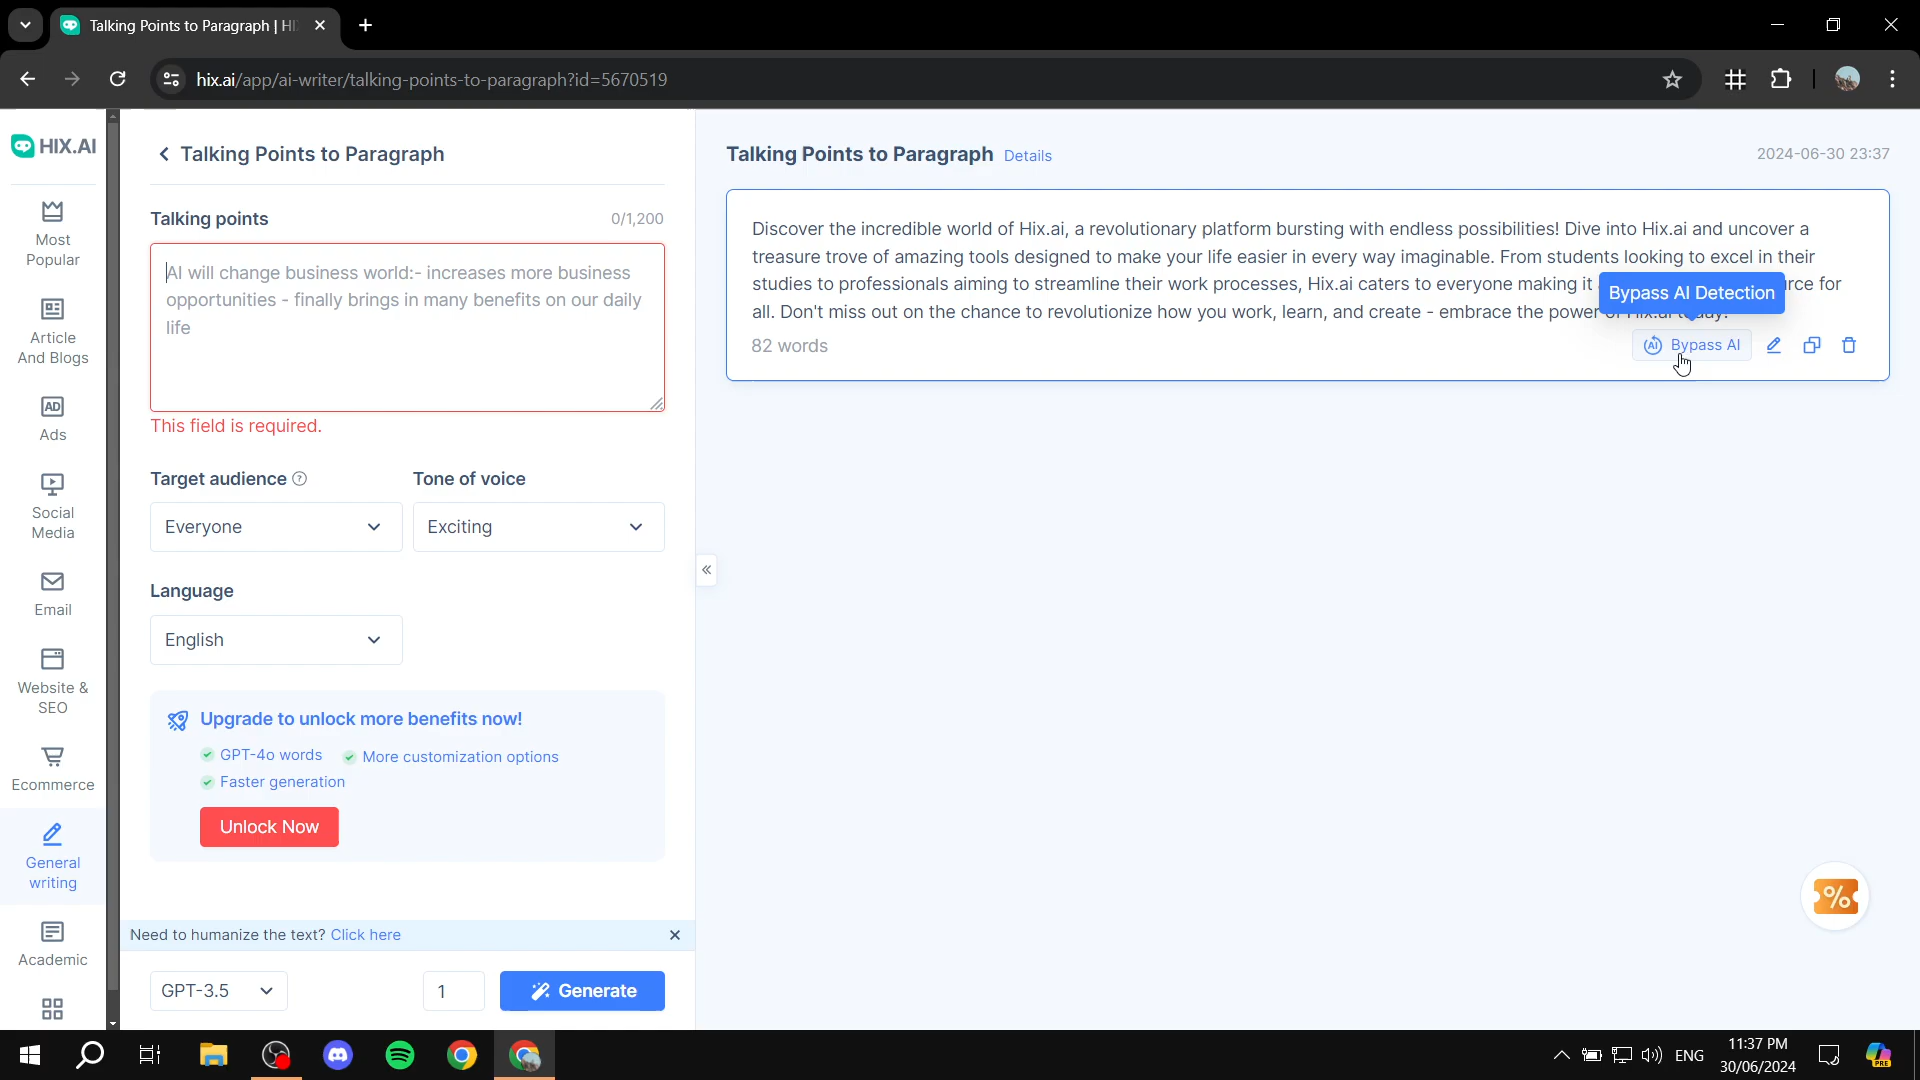 Talking Points to Paragraph | HI
hix.ai/app/ai-writer/talking-points-to-paragraph?id=5670519
HIX.AI
Most
Popular
Article
And Blogs
AD
Ads
Social
Media
Email
Website &
SEO
Ecommerce
General
writing
Academic
Talking Points to Paragraph
Talking points
0/1,200
AI will change business world:- increases more business
opportunities - finally brings in many benefits on our daily
life
This field is required.
Target audience ?
Tone of voice
Everyone
Exciting
Language
English
Upgrade to unlock more benefits now!
GPT-4o words
More customization options
Faster generation
Unlock Now
Need to humanize the text? Click here
GPT-3.5
1
Generate
Talking Points to Paragraph Details
2024-06-30 23:37
Discover the incredible world of Hix.ai, a revolutionary platform bursting with endless possibilities! Dive into Hix.ai and uncover a
treasure trove of amazing tools designed to make your life easier in every way imaginable. From students looking to excel in their
studies to professionals aiming to streamline their work processes, Hix.ai caters to everyone making it
rce for
all. Don't miss out on the chance to revolutionize how you work, learn, and create - embrace the power of Hix.ai today!
Bypass AI Detection
82 words
AI Bypass AI
%
ENG
11:37 PM
30/06/2024
PRE